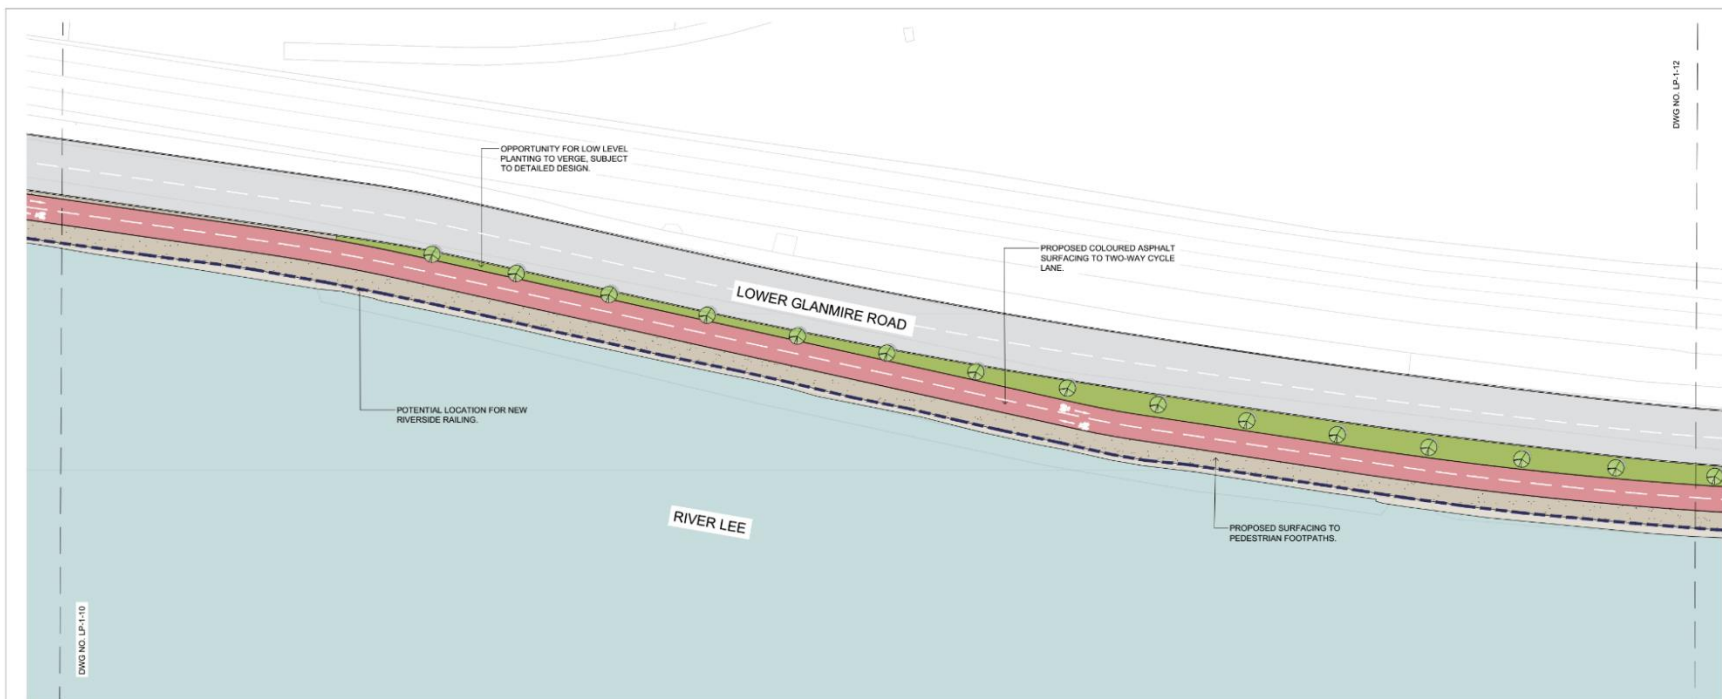 DWG NO. LP-1-12
OPPORTUNITY FOR LOW LEVEL
PLANTING TO VERGE, SUBJECT
TO DETAILED DESIGN.
PROPOSED COLOURED ASPHALT
SURFACING TO TWO-WAY CYCLE
LANE.
LOWER GLANMIRE ROAD
POTENTIAL LOCATION FOR NEW
RIVERSIDE RAILING.
RIVER LEE
PROPOSED SURFACING TO
PEDESTRIAN FOOTPATHS.
DWG NO. LP-1-10